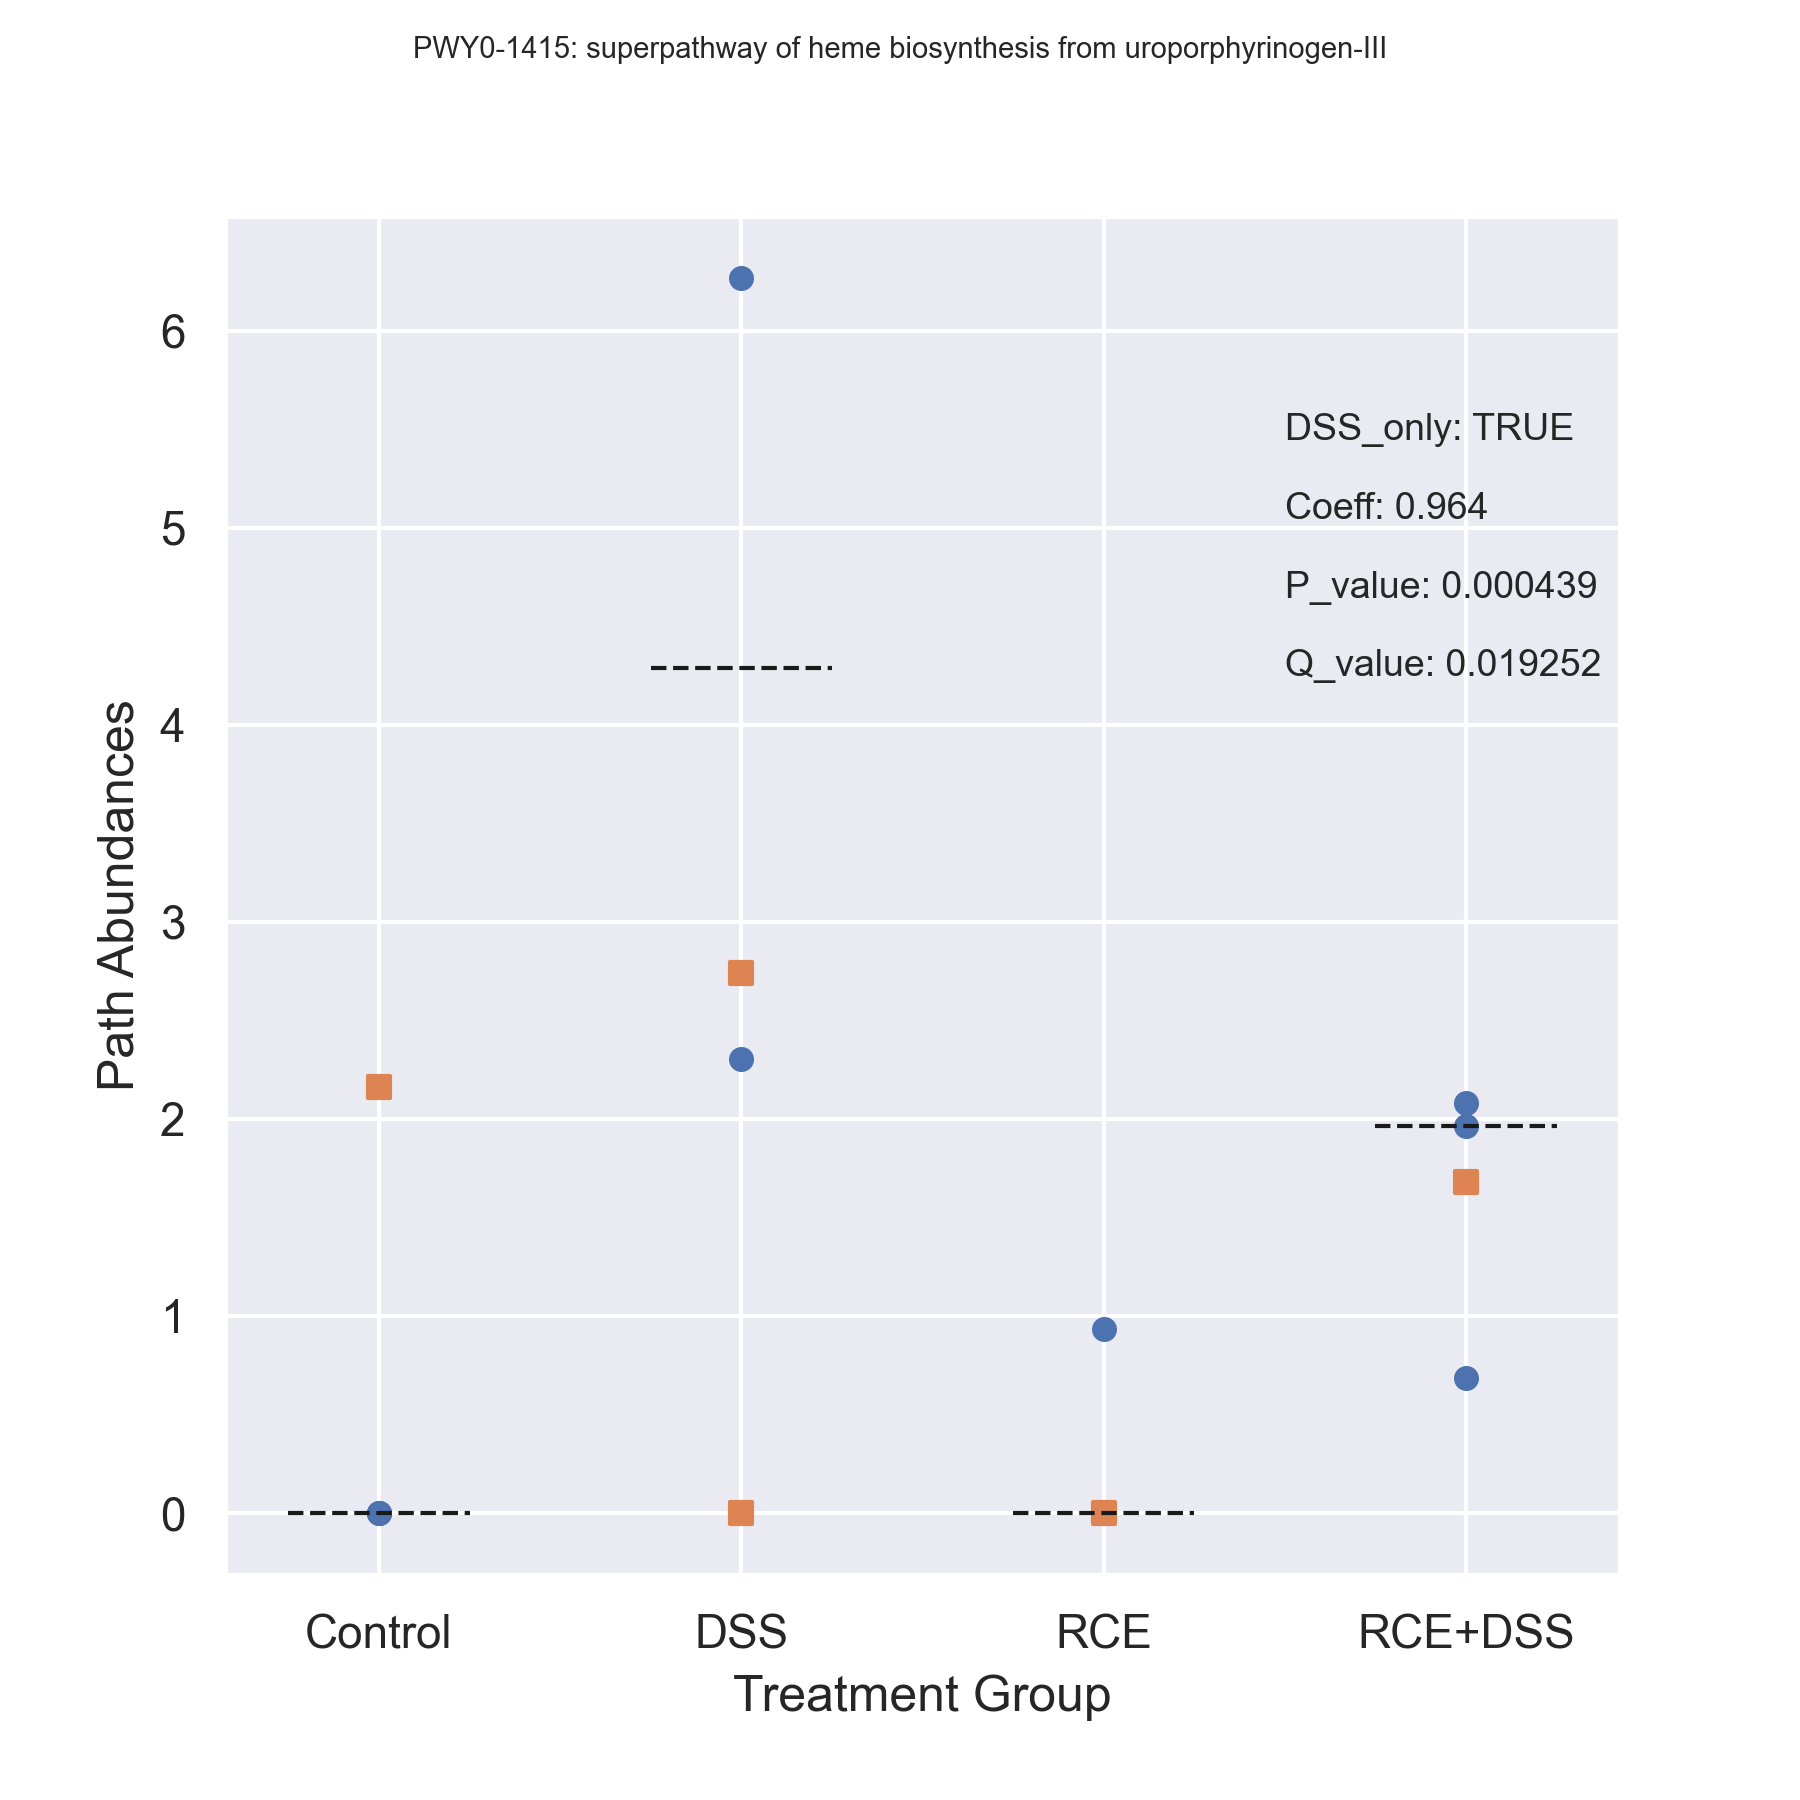 PWY0-1415: superpathway of heme biosynthesis from uroporphyrinogen-III
6
5
4
3
2
1
0
Path Abundances
DSS_only: TRUE
Coeff: 0.964
P_value: 0.000439
Q_value: 0.019252
Control DSS RCE RCE+DSS
Treatment Group